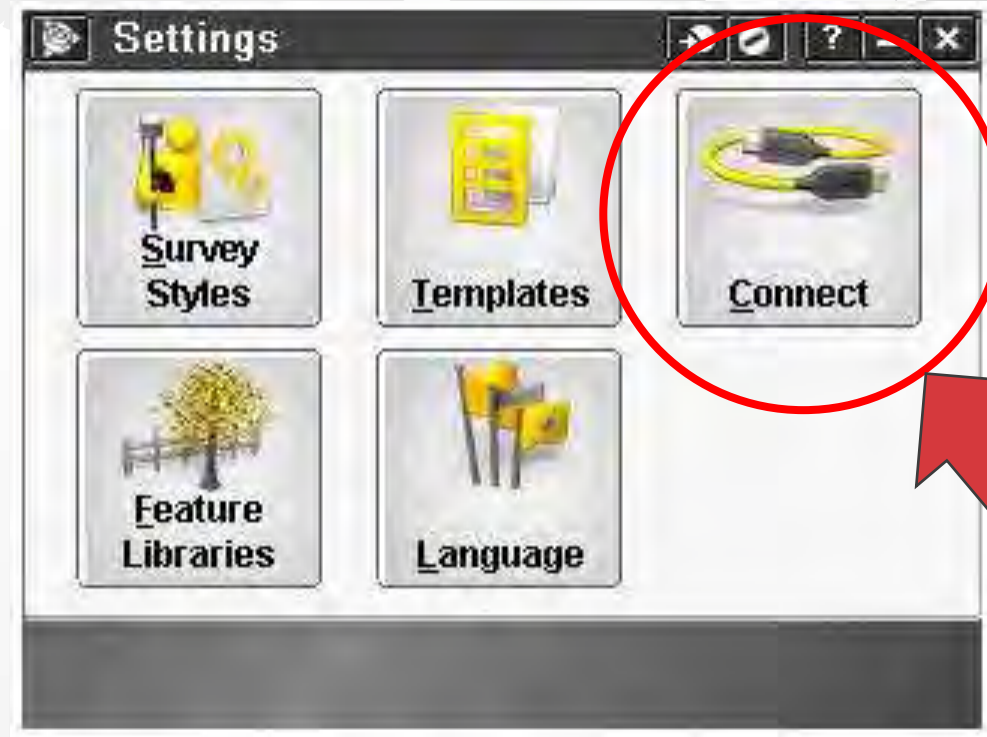 Settings
?
Survey
Styles
Templates
Connect
Feature
Libraries
Language